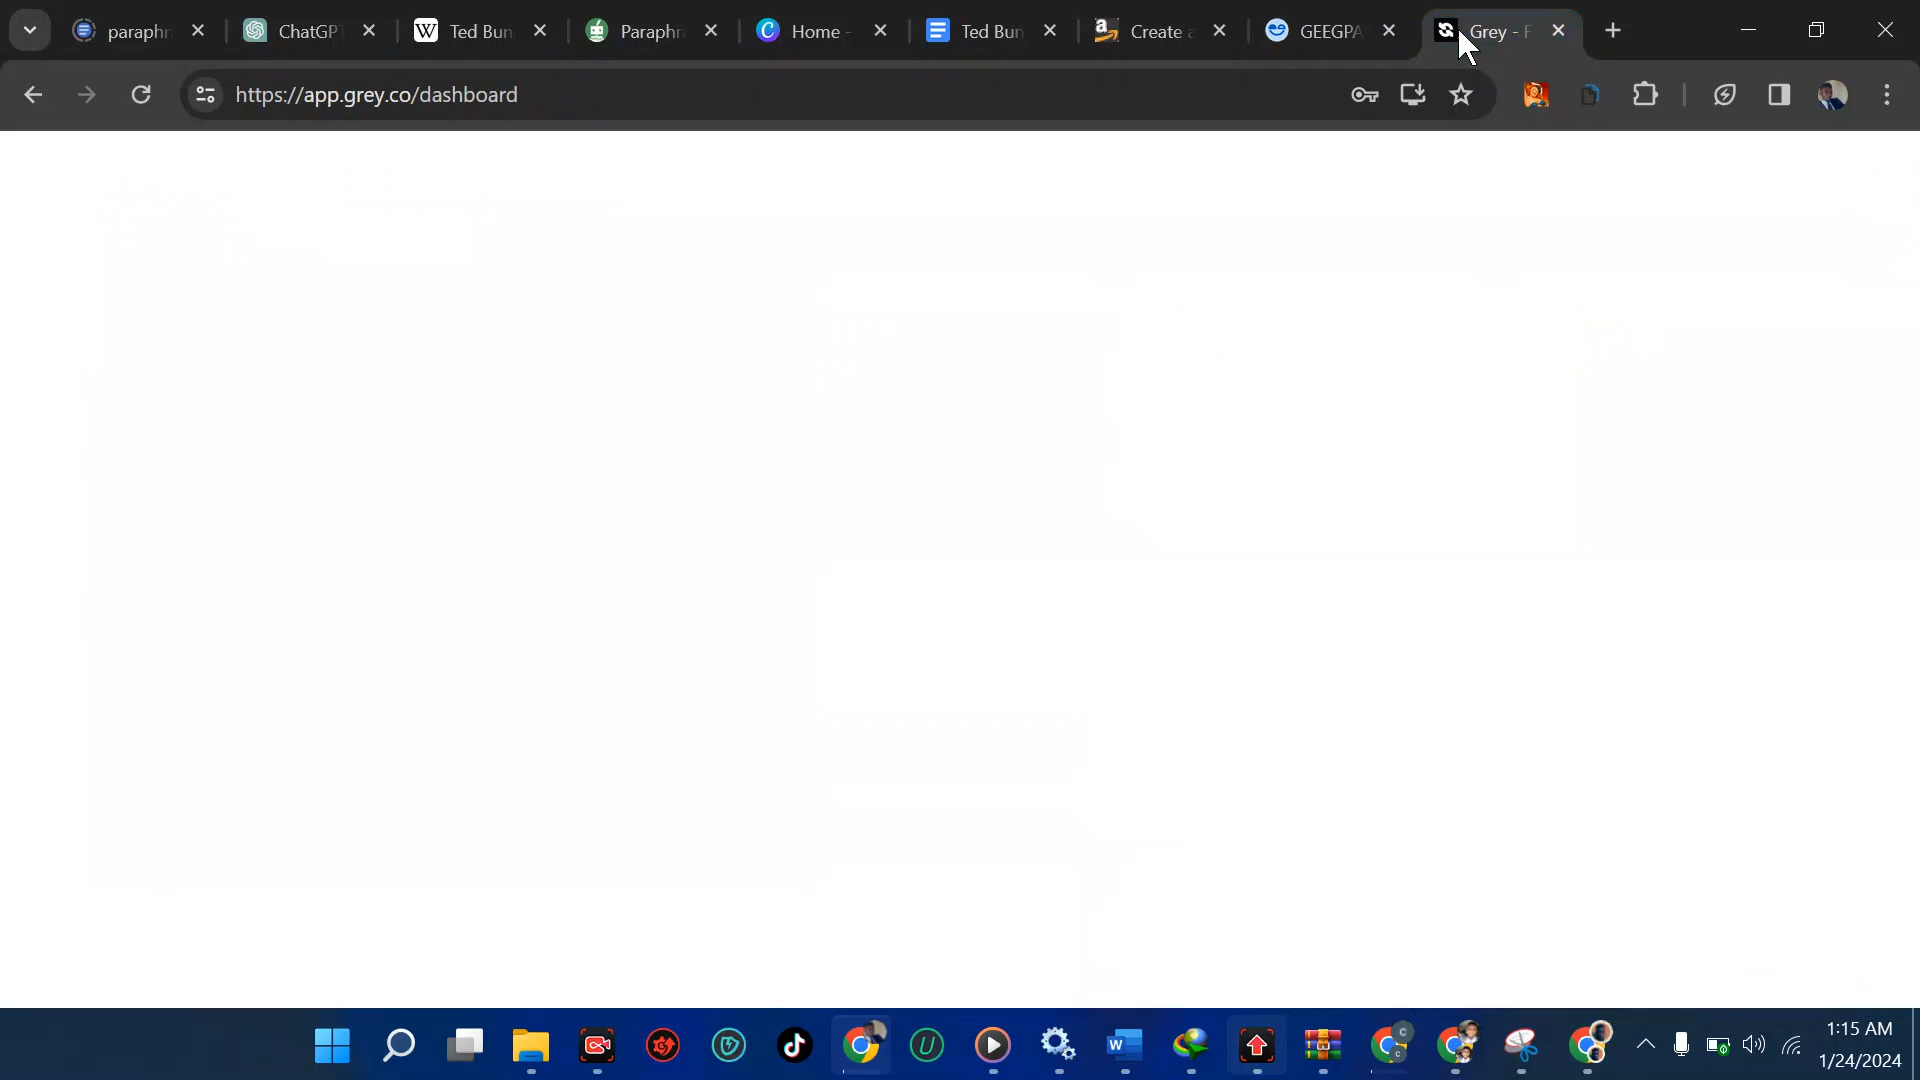 paraphr
ChatGPT
Ted Bun
Paraphr
Home -
Ted Bun
Create a
GEEGPA
Grey - F
https://app.grey.co/dashboard
1:15 AM
1/24/2024